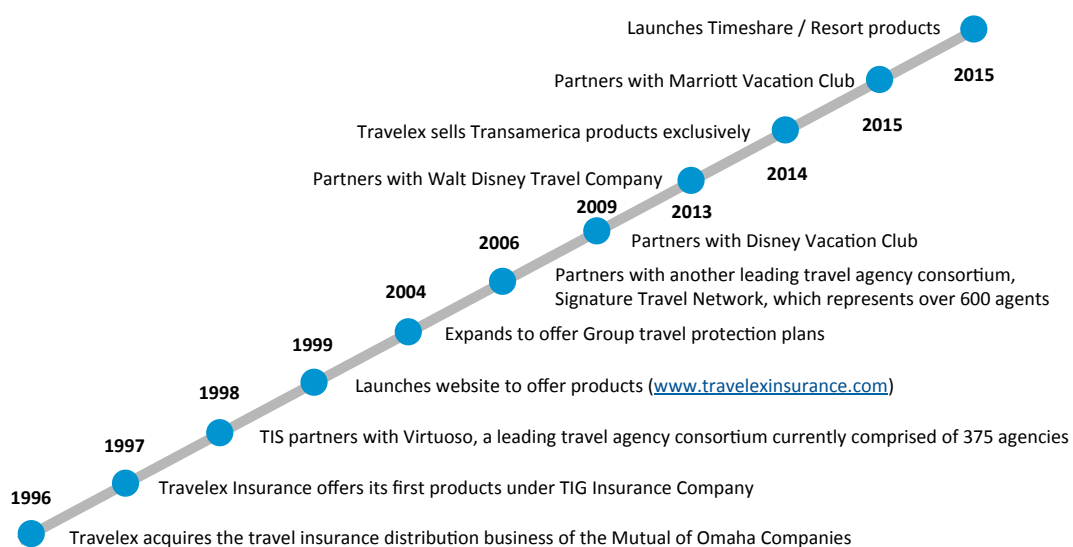 Launches Timeshare / Resort products
2015
Partners with Marriott Vacation Club
2015
Travelex sells Transamerica products exclusively
2014
Partners with Walt Disney Travel Company
2013
2009
Partners with Disney Vacation Club
2006
Partners with another leading travel agency consortium,
Signature Travel Network, which represents over 600 agents
2004
Expands to offer Group travel protection plans
1999
Launches website to offer products (www.travelexinsurance.com)
1998
TIS partners with Virtuoso, a leading travel agency consortium currently comprised of 375 agencies
1997
Travelex Insurance offers its first products under TIG Insurance Company
1996
Travelex acquires the travel insurance distribution business of the Mutual of Omaha Companies